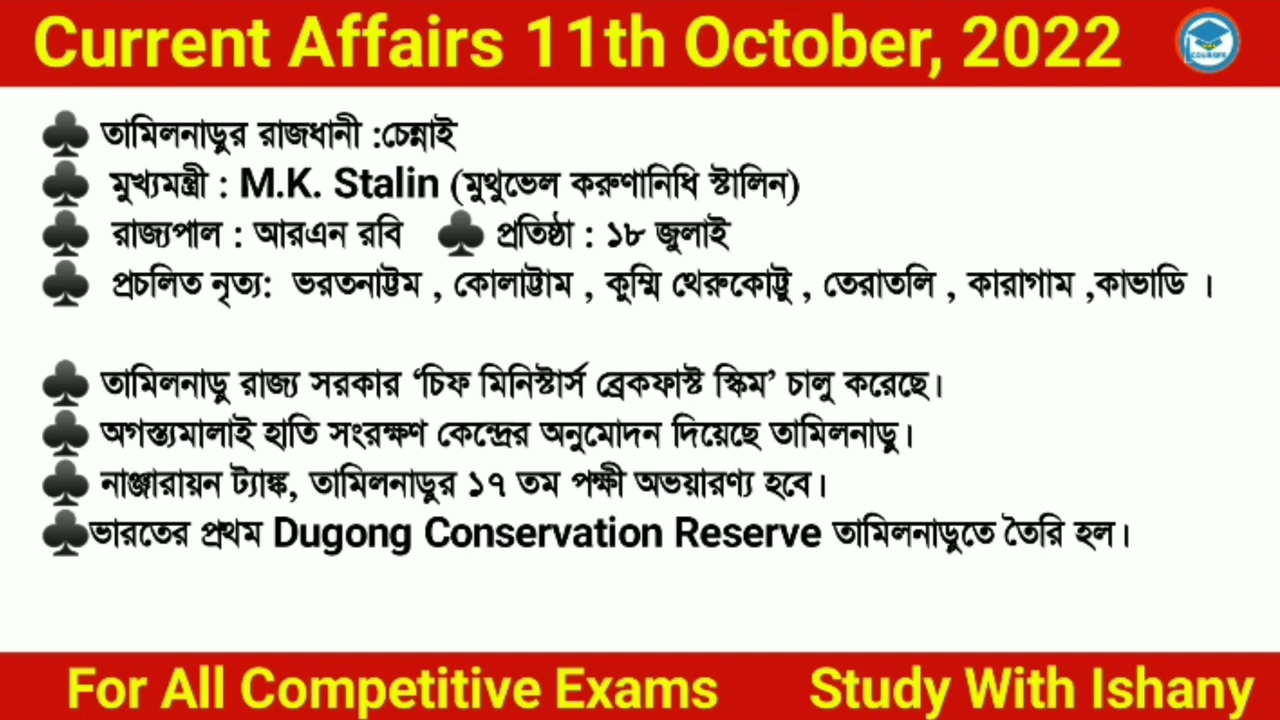 Current Affairs 11th October, 2022
♣ তামিলনাডুর রাজধানী :চেন্নাই
♣ মুখ্যমন্ত্রী : M.K. Stalin (মুথুভেল করুণানিধি স্টালিন)
♣ রাজ্যপাল : আরএন রবি ♣ প্রতিষ্ঠা : ১৮ জুলাই
♣ প্রচলিত নৃত্য: ভরতনাট্টম , কোলাট্টাম , কুম্মি থেরুকোট্টু , তেরাতলি , কারাগাম ,কাভাডি ।
♣ তামিলনাডু রাজ্য সরকার ‘চিফ মিনিস্টার্স ব্রেকফাস্ট স্কিম’ চালু করেছে।
♣ অগস্ত্যমালাই হাতি সংরক্ষণ কেন্দ্রের অনুমোদন দিয়েছে তামিলনাডু।
♣ নাঞ্জারায়ন ট্যাঙ্ক, তামিলনাডুর ১৭ তম পক্ষী অভয়ারণ্য হবে।
♣ভারতের প্রথম Dugong Conservation Reserve তামিলনাডুতে তৈরি হল।
For All Competitive Exams Study With Ishany